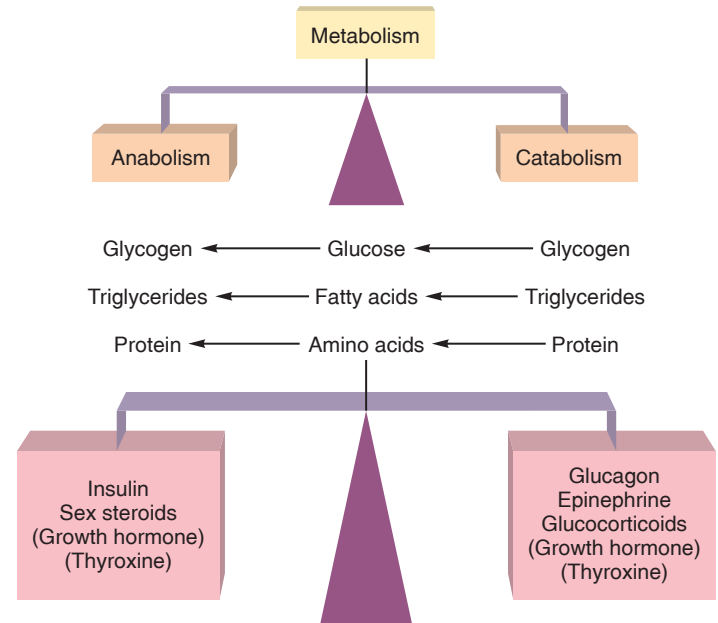 Metabolism
Anabolism
Catabolism
Glycogen Glucose Glycogen
Triglycerides Fatty acids Triglycerides
Protein Amino acids Protein
Insulin
Sex steroids
(Growth hormone)
(Thyroxine)
Glucagon
Epinephrine
Glucocorticoids
(Growth hormone)
(Thyroxine)